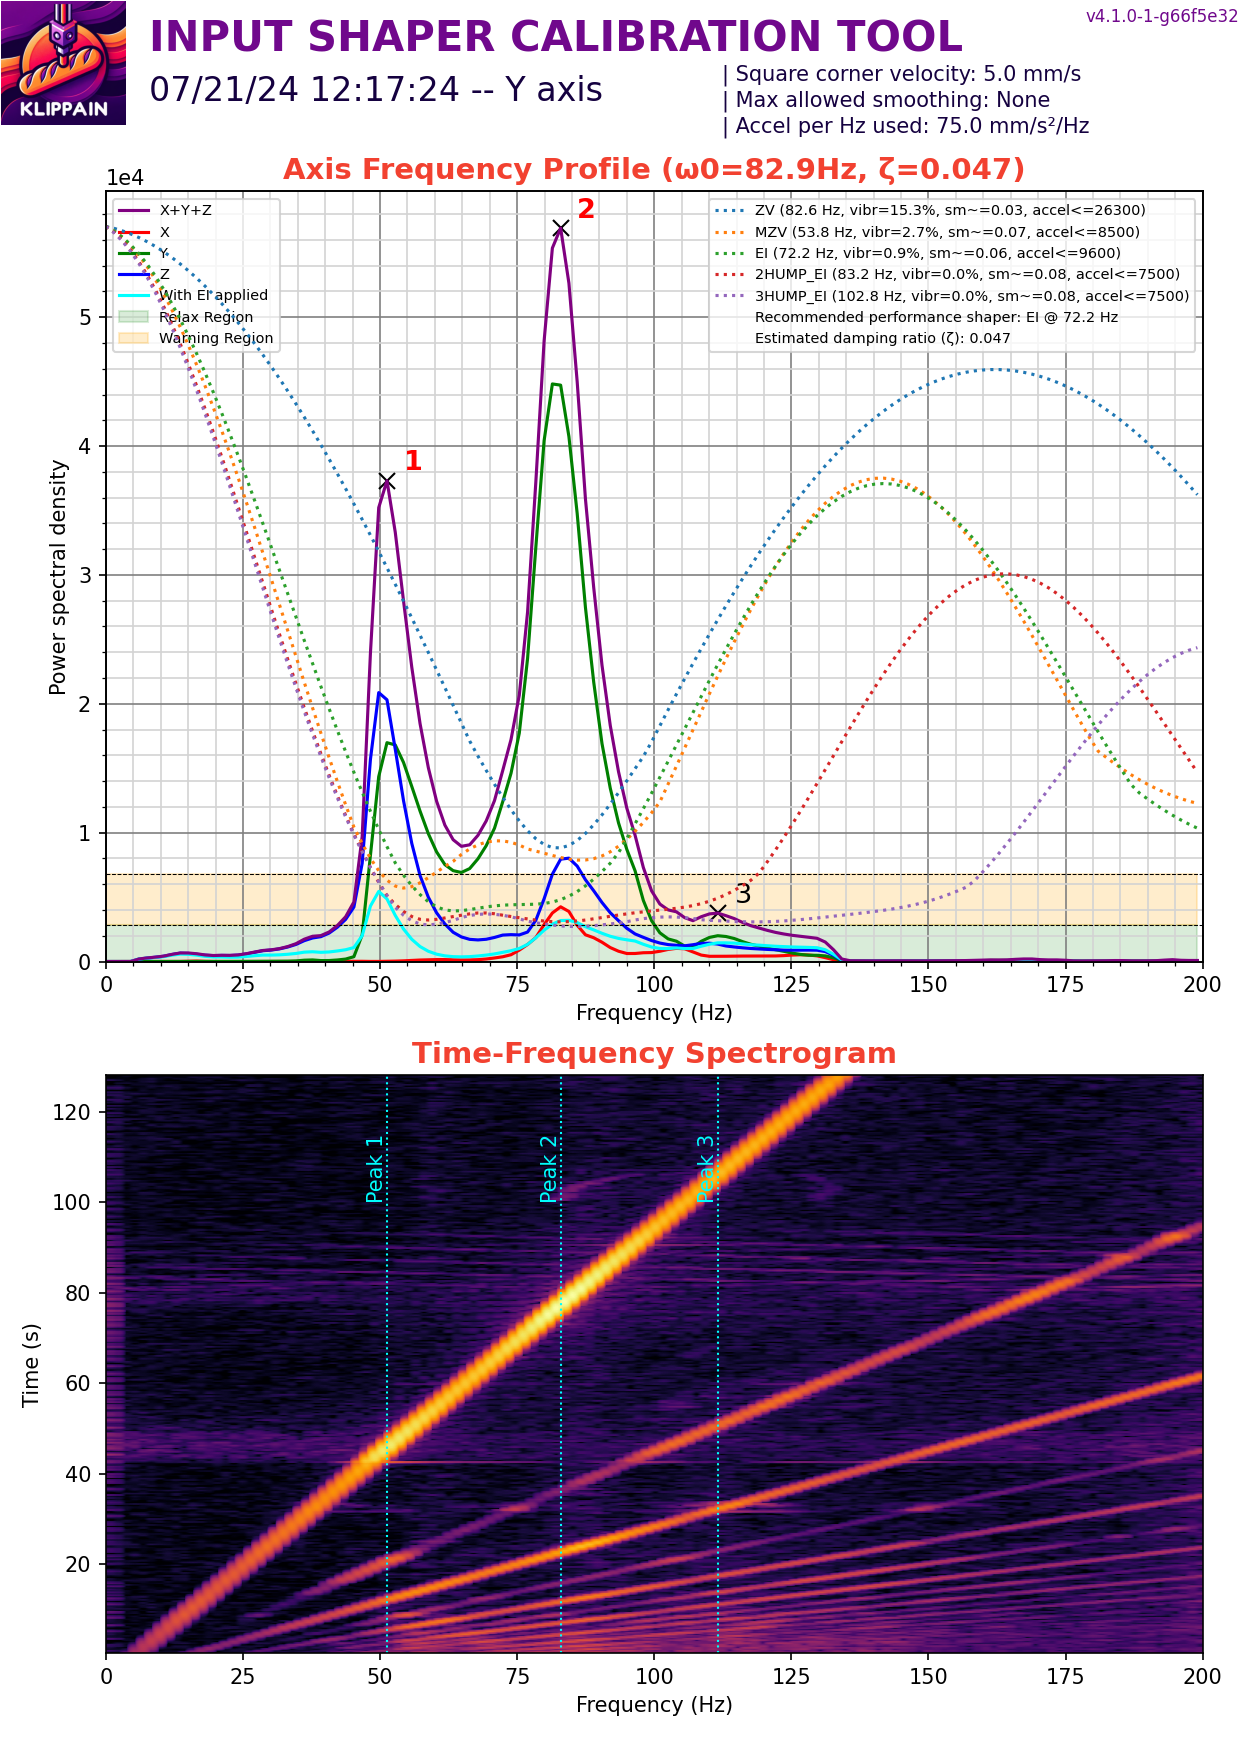 v4.1.0-1-g66f5e32
INPUT SHAPER CALIBRATION TOOL
07/21/24 12:17:24 -- Y axis
| Square corner velocity: 5.0 mm/s
| Max allowed smoothing: None
| Accel per Hz used: 75.0 mm/s²/Hz
KLIPPAIN
Axis Frequency Profile (ω0=82.9Hz, ζ=0.047)
1e4
X+Y+Z
X
Y
Z
With EI applied
Relax Region
Warning Region
ZV (82.6 Hz, vibr=15.3%, sm~=0.03, accel<=26300)
MZV (53.8 Hz, vibr=2.7%, sm~=0.07, accel<=8500)
EI (72.2 Hz, vibr=0.9%, sm~=0.06, accel<=9600)
2HUMP_EI (83.2 Hz, vibr=0.0%, sm~=0.08, accel<=7500)
3HUMP_EI (102.8 Hz, vibr=0.0%, sm~=0.08, accel<=7500)
Recommended performance shaper: EI @ 72.2 Hz
Estimated damping ratio (ζ): 0.047
2
1
3
5
4
3
2
1
0
Power spectral density
0 25 50 75 100 125 150 175 200
Frequency (Hz)
Time-Frequency Spectrogram
Peak 1
Peak 2
Peak 3
120
100
80
60
40
20
Time (s)
0 25 50 75 100 125 150 175 200
Frequency (Hz)